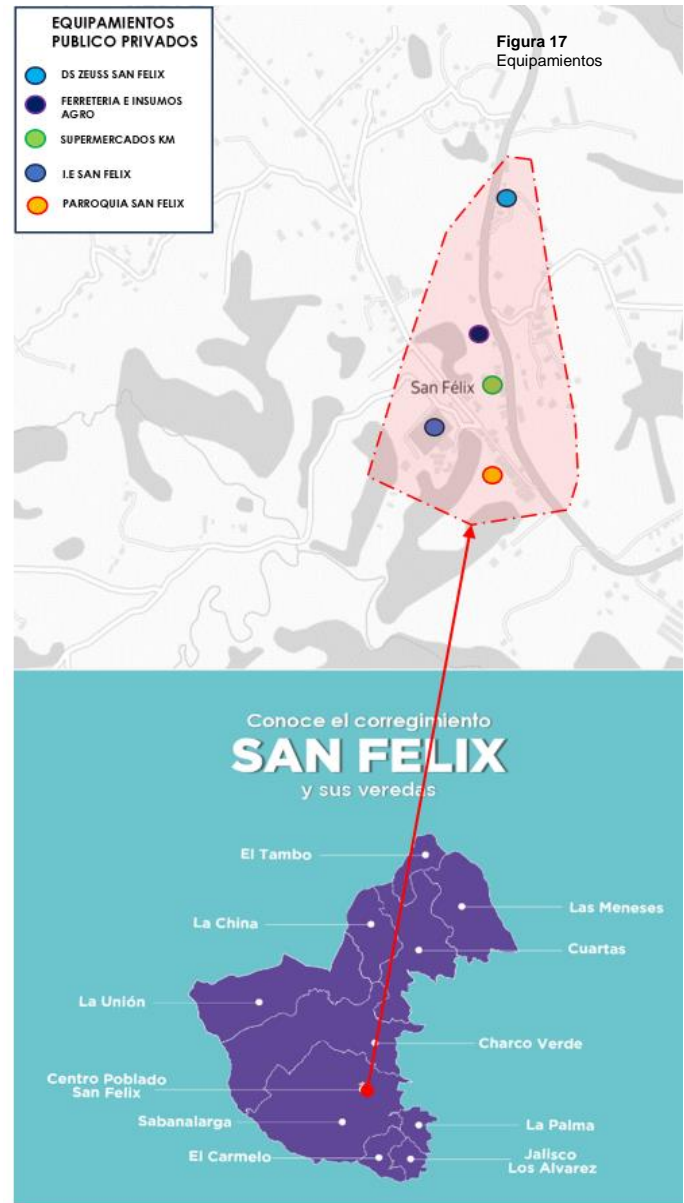 EQUIPAMIENTOS
PUBLICO PRIVADOS
DS ZEUSS SAN FELIX
FERRETERIA E INSUMOS
AGRO
SUPERMERCADOS KM
I.E SAN FELIX
PARROQUIA SAN FELIX
Figura 17
Equipamientos
San Félix
Conoce el corregimiento
SAN FELIX
y sus veredas
El Tambo
Las Meneses
La China
Cuartas
La Unión
Charco Verde
Centro Poblado
San Felix
Sabanalarga
La Palma
El Carmelo
Jalisco
Los Alvarez